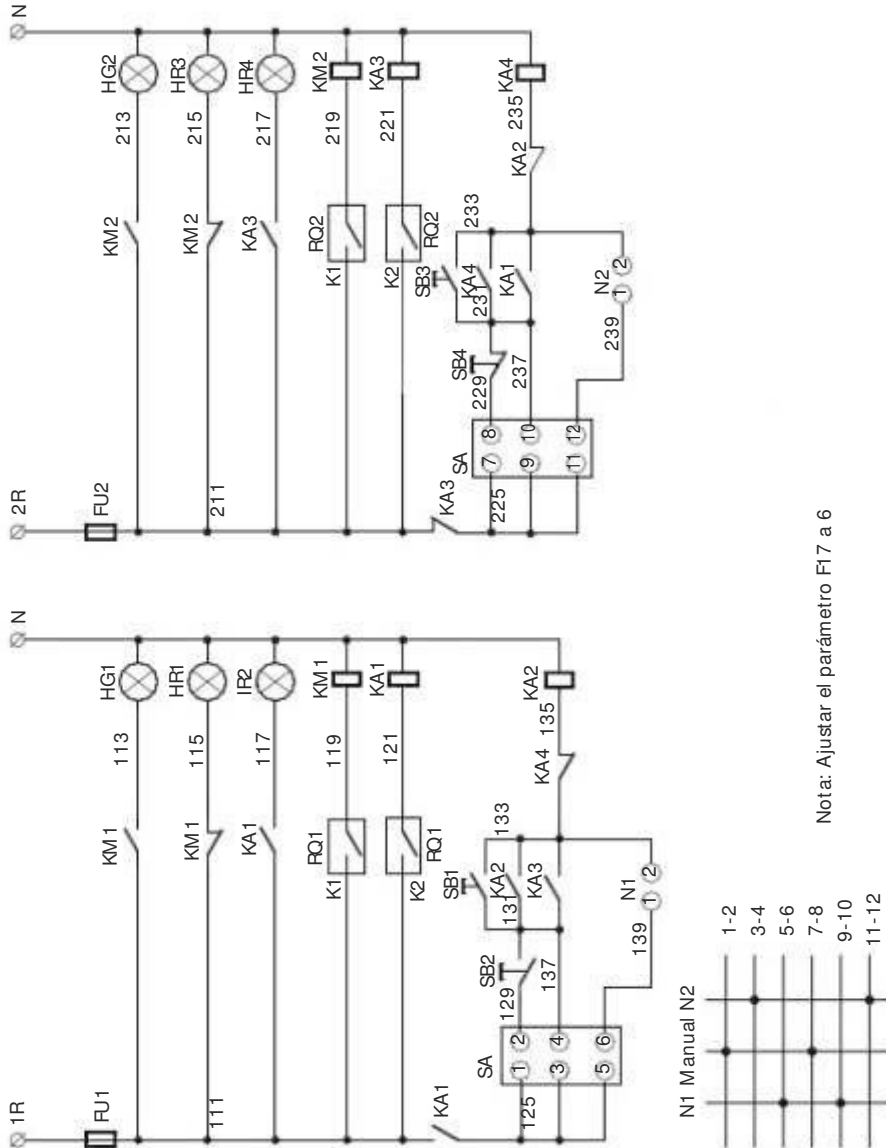 2R
N
FU2
KM2
213
HG2
211
KM2
215
HR3
KA3
217
HR4
K1
RQ2
219
KM2
K2
RQ2
221
KA3
KA3
SA
SB4
SB3
233
KA2
235
KA4
225
7
8
229
231
KA4
9
10
237
KA1
11
12
239
N2
1
2
1R
N
FU1
KM1
113
HG1
111
KM1
115
HR1
KA1
117
IR2
K1
RQ1
119
KM1
K2
RQ1
121
KA1
KA1
SA
SB2
SB1
133
KA4
135
KA2
125
1
2
129
131
KA2
3
4
137
KA3
5
6
139
N1
1
2
N1 Manual N2
1-2
3-4
5-6
7-8
9-10
11-12
Nota: Ajustar el parámetro F17 a 6